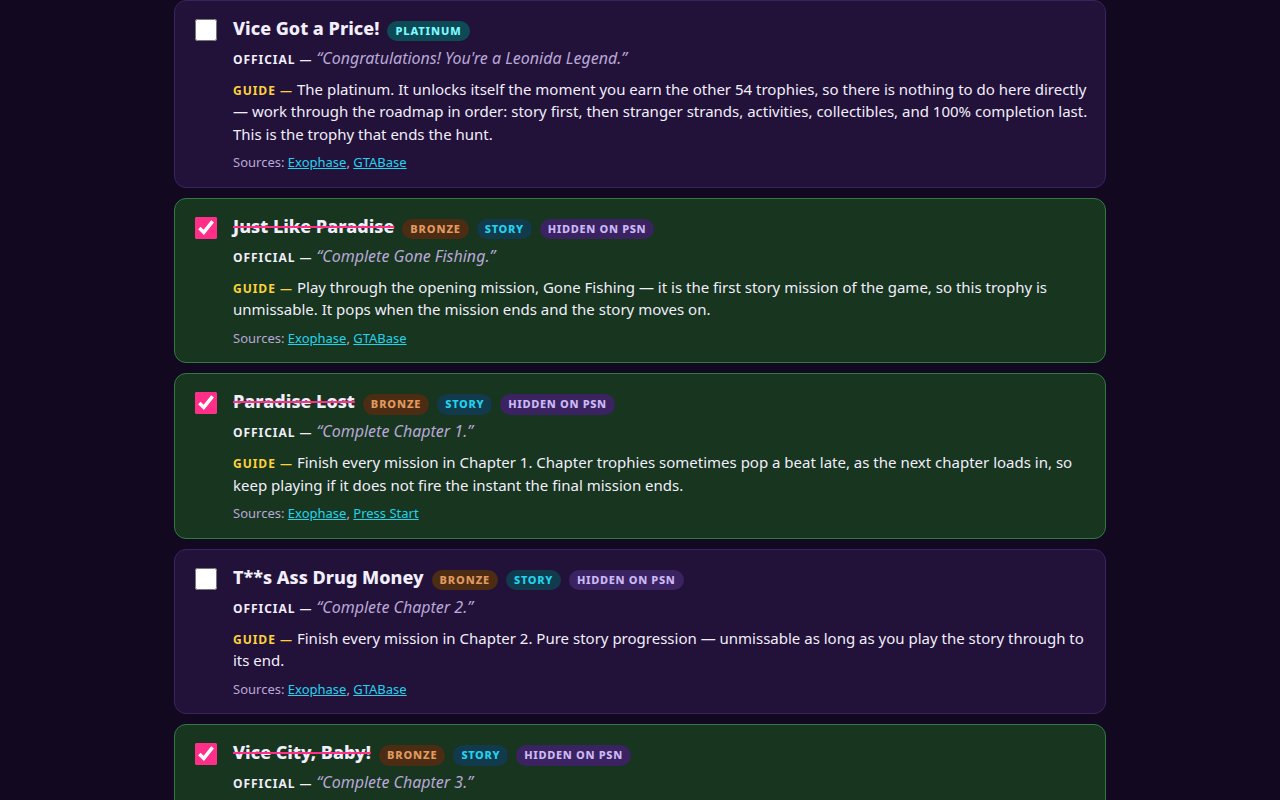 Vice Got a Price! PLATINUM
OFFICIAL — “Congratulations! You're a Leonida Legend.”
GUIDE — The platinum. It unlocks itself the moment you earn the other 54 trophies, so there is nothing to do here directly
— work through the roadmap in order: story first, then stranger strands, activities, collectibles, and 100% completion last.
This is the trophy that ends the hunt.
Sources: Exophase, GTABase
Just Like Paradise BRONZE STORY HIDDEN ON PSN
OFFICIAL — “Complete Gone Fishing.”
GUIDE — Play through the opening mission, Gone Fishing — it is the first story mission of the game, so this trophy is
unmissable. It pops when the mission ends and the story moves on.
Sources: Exophase, GTABase
Paradise Lost BRONZE STORY HIDDEN ON PSN
OFFICIAL — “Complete Chapter 1.”
GUIDE — Finish every mission in Chapter 1. Chapter trophies sometimes pop a beat late, as the next chapter loads in, so
keep playing if it does not fire the instant the final mission ends.
Sources: Exophase, Press Start
T**s Ass Drug Money BRONZE STORY HIDDEN ON PSN
OFFICIAL — “Complete Chapter 2.”
GUIDE — Finish every mission in Chapter 2. Pure story progression — unmissable as long as you play the story through to
its end.
Sources: Exophase, GTABase
Vice City, Baby! BRONZE STORY HIDDEN ON PSN
OFFICIAL — “Complete Chapter 3.”